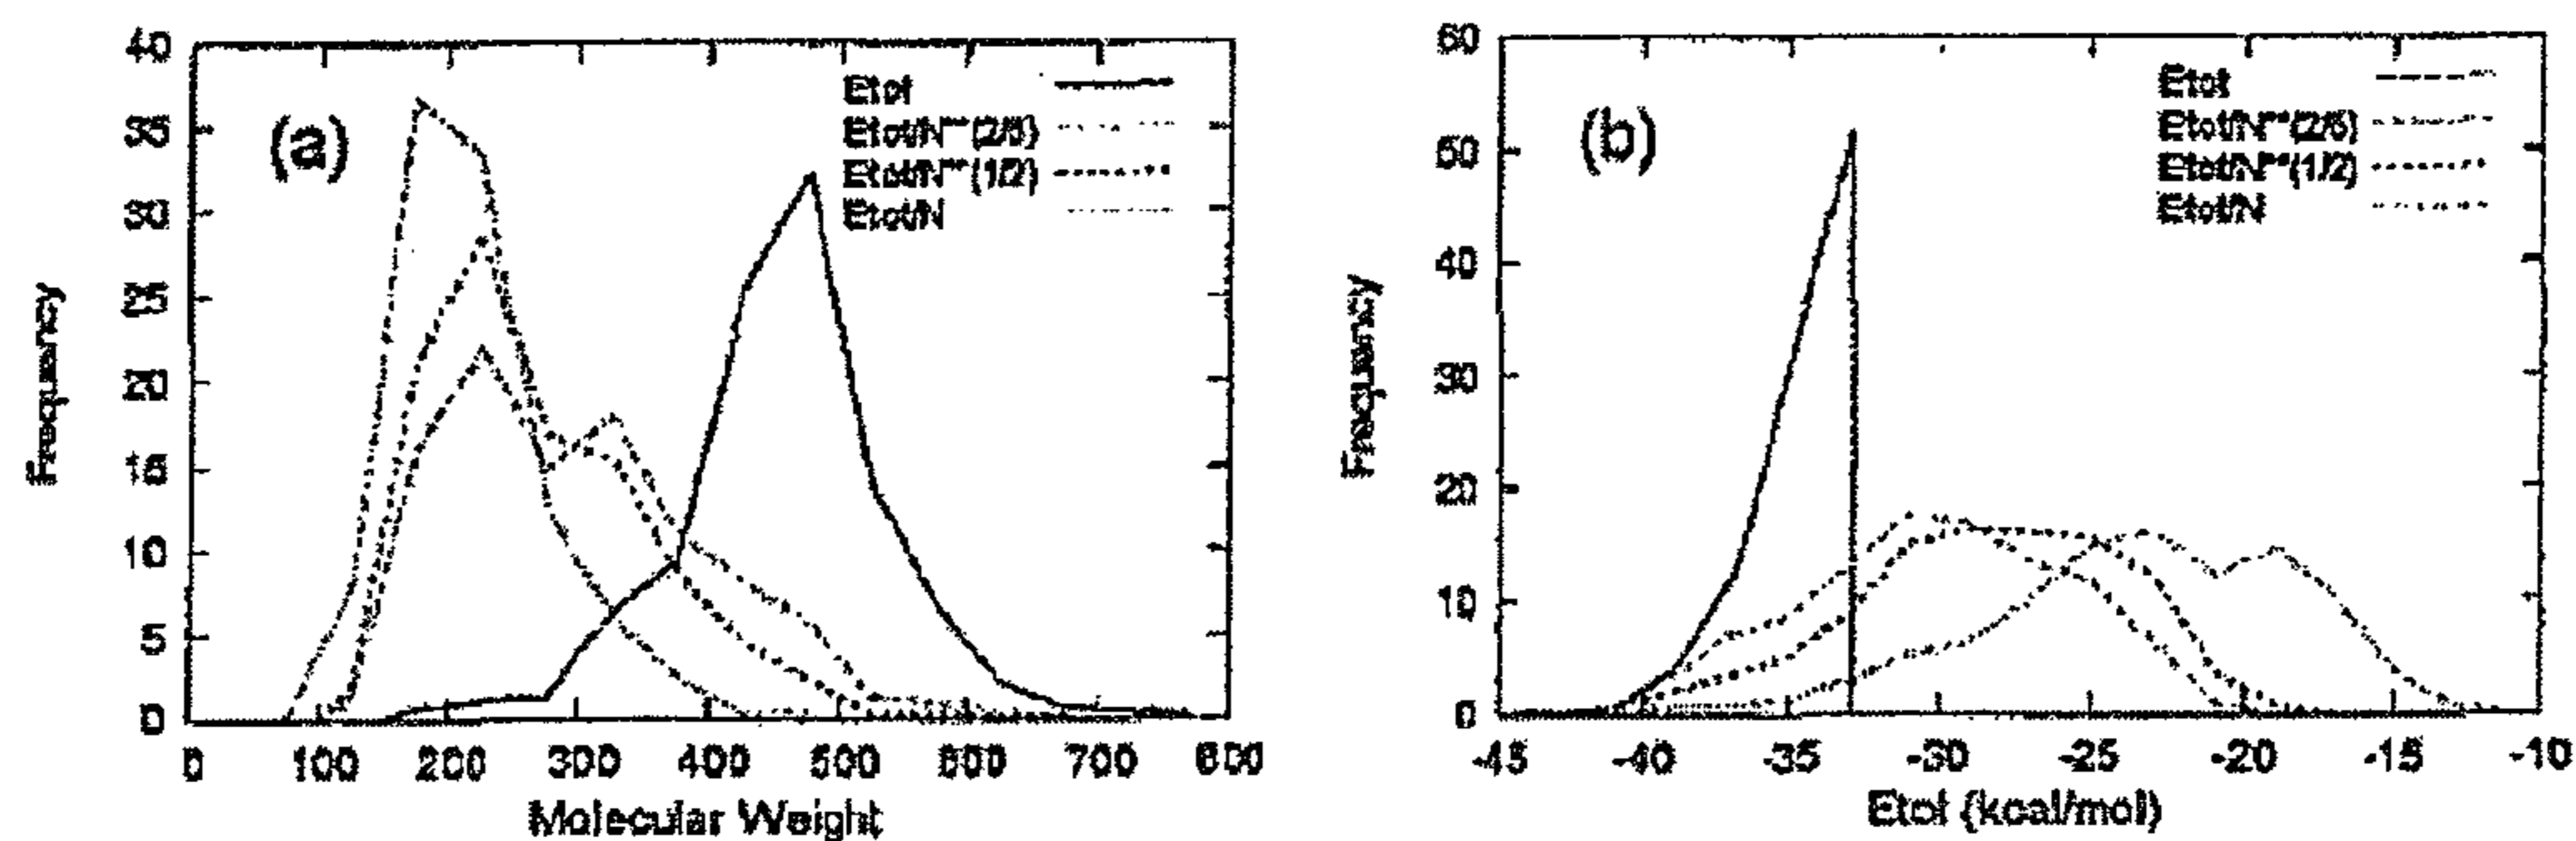 (a)
Frequency
40
35
30
25
20
15
10
5
0
0 100 200 300 400 500 600 700 800
Molecular Weight
Etot
Etot/N**(2/5)
Etot/N**(1/2)
Etot/N
(b)
Frequency
60
50
40
30
20
10
0
-45 -40 -35 -30 -25 -20 -15 -10
Etot (kcal/mol)
Etot
Etot/N**(2/5)
Etot/N**(1/2)
Etot/N